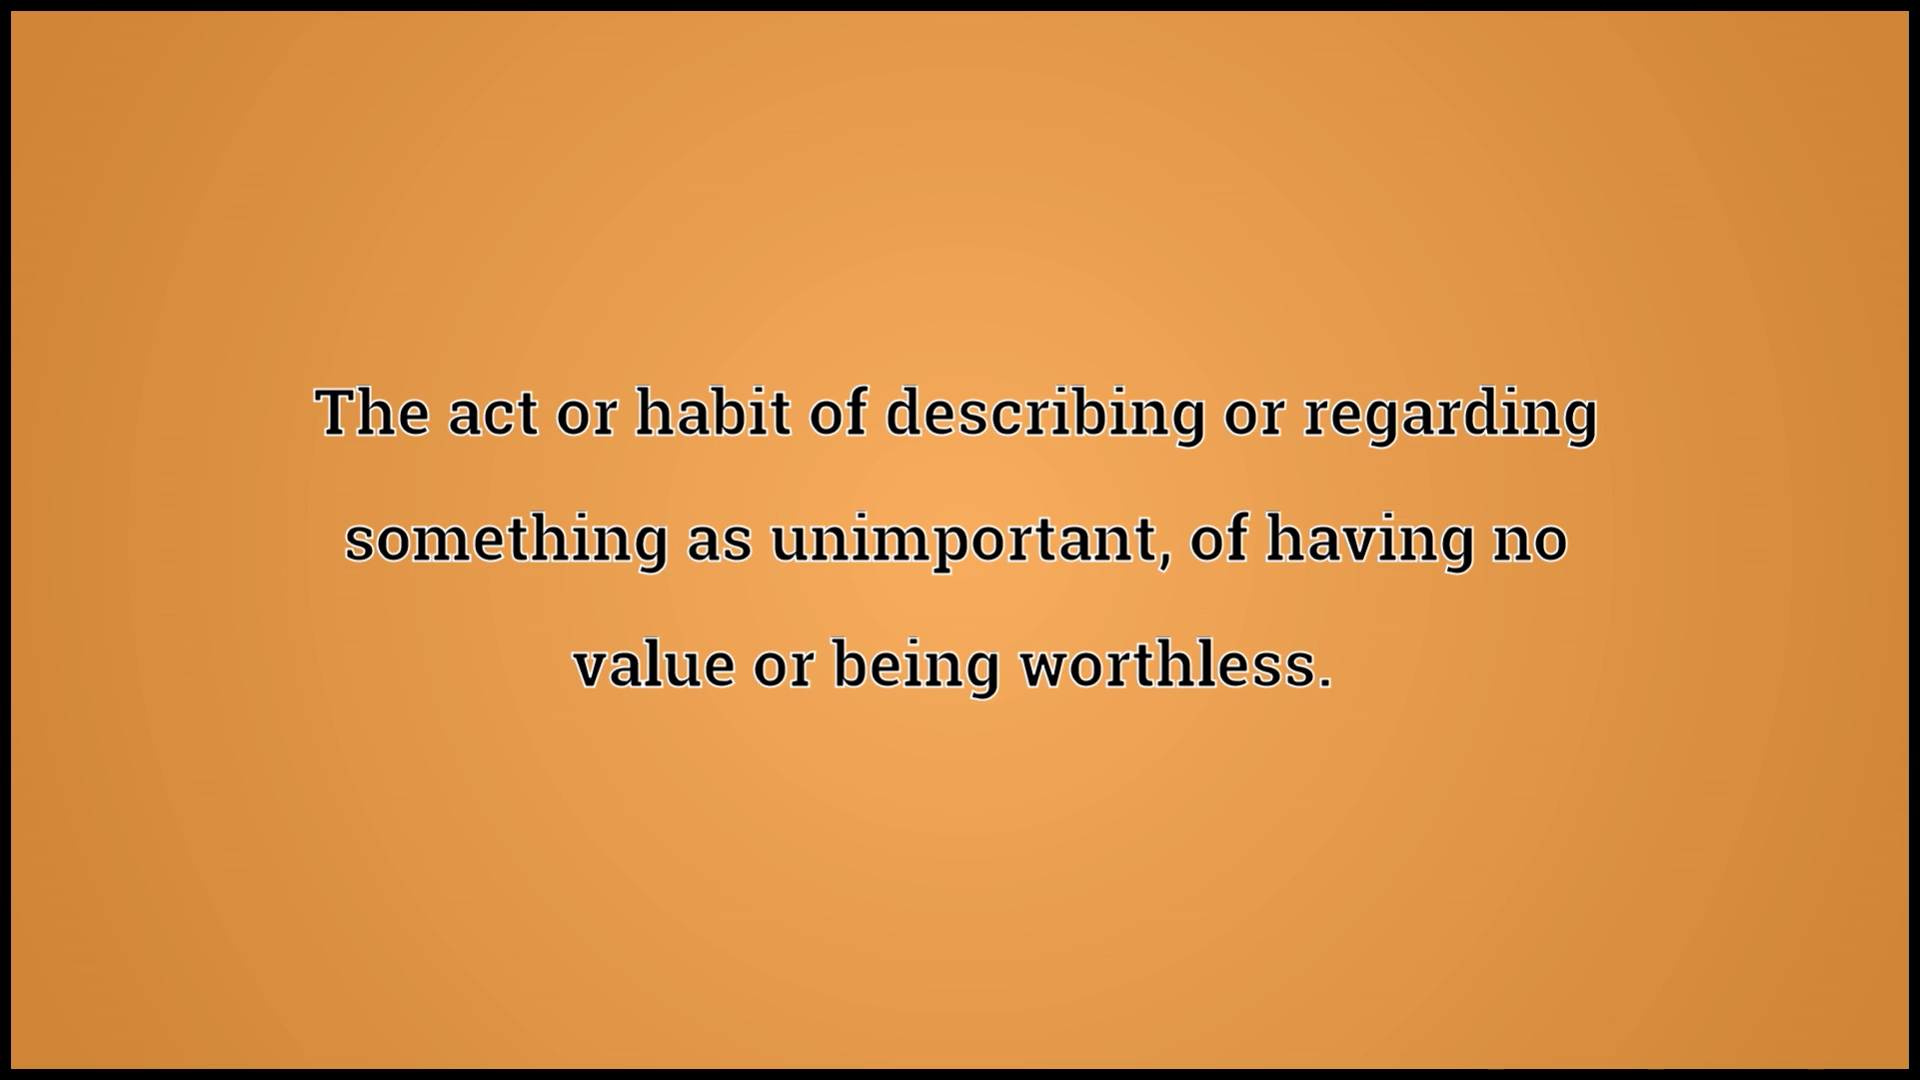 The act or habit of describing or regarding
something as unimportant, of having no
value or being worthless.